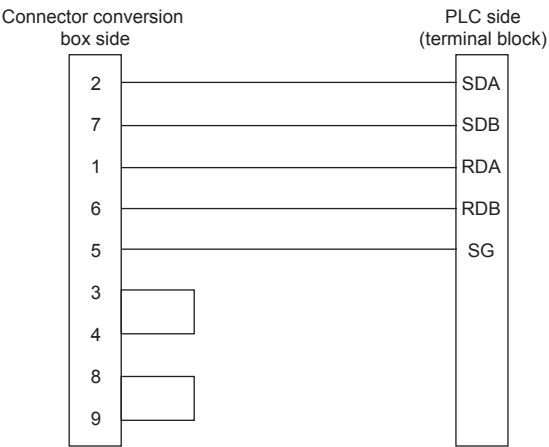 Connector conversion
box side
PLC side
(terminal block)
2
SDA
7
SDB
1
RDA
6
RDB
5
SG
3
4
8
9